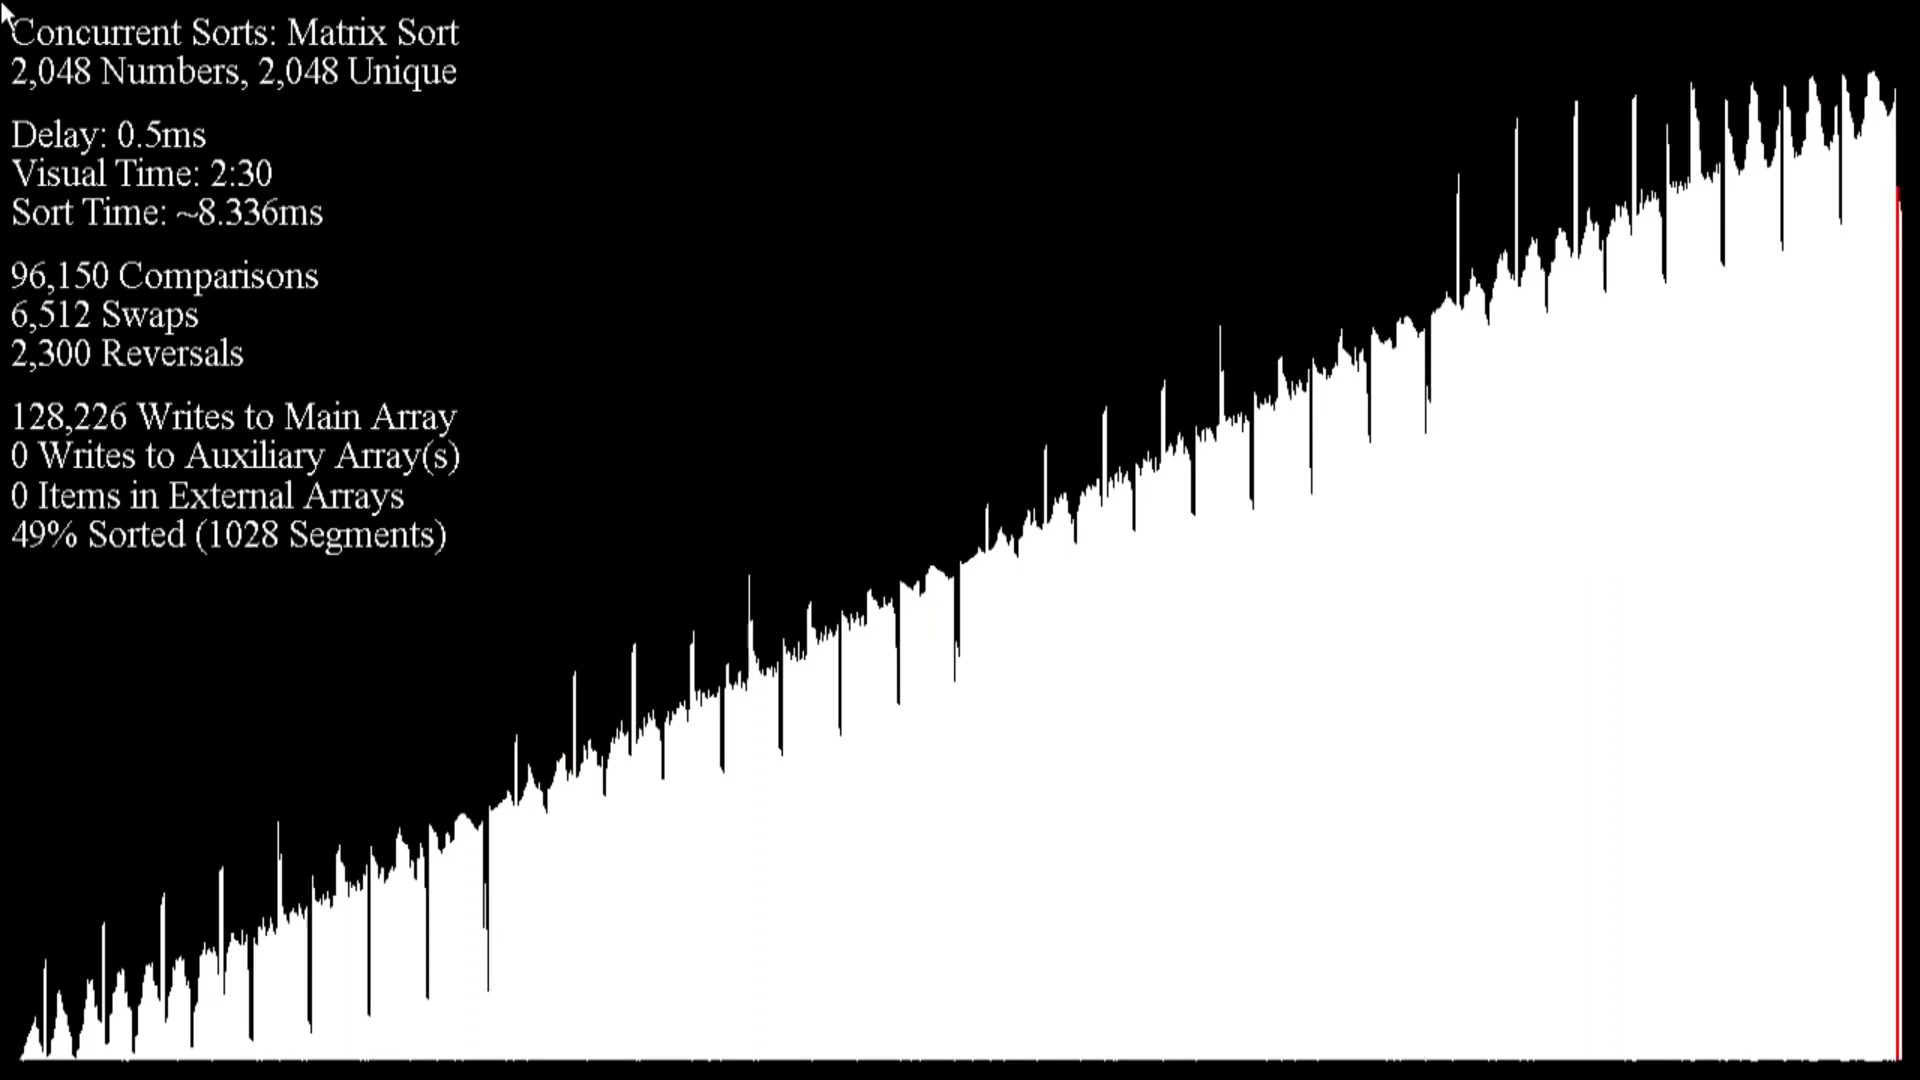 Concurrent Sorts: Matrix Sort
2,048 Numbers, 2,048 Unique
Delay: 0.5ms
Visual Time: 2:30
Sort Time: ~8.336ms
96,150 Comparisons
6,512 Swaps
2,300 Reversals
128,226 Writes to Main Array
0 Writes to Auxiliary Array(s)
0 Items in External Arrays
49% Sorted (1028 Segments)